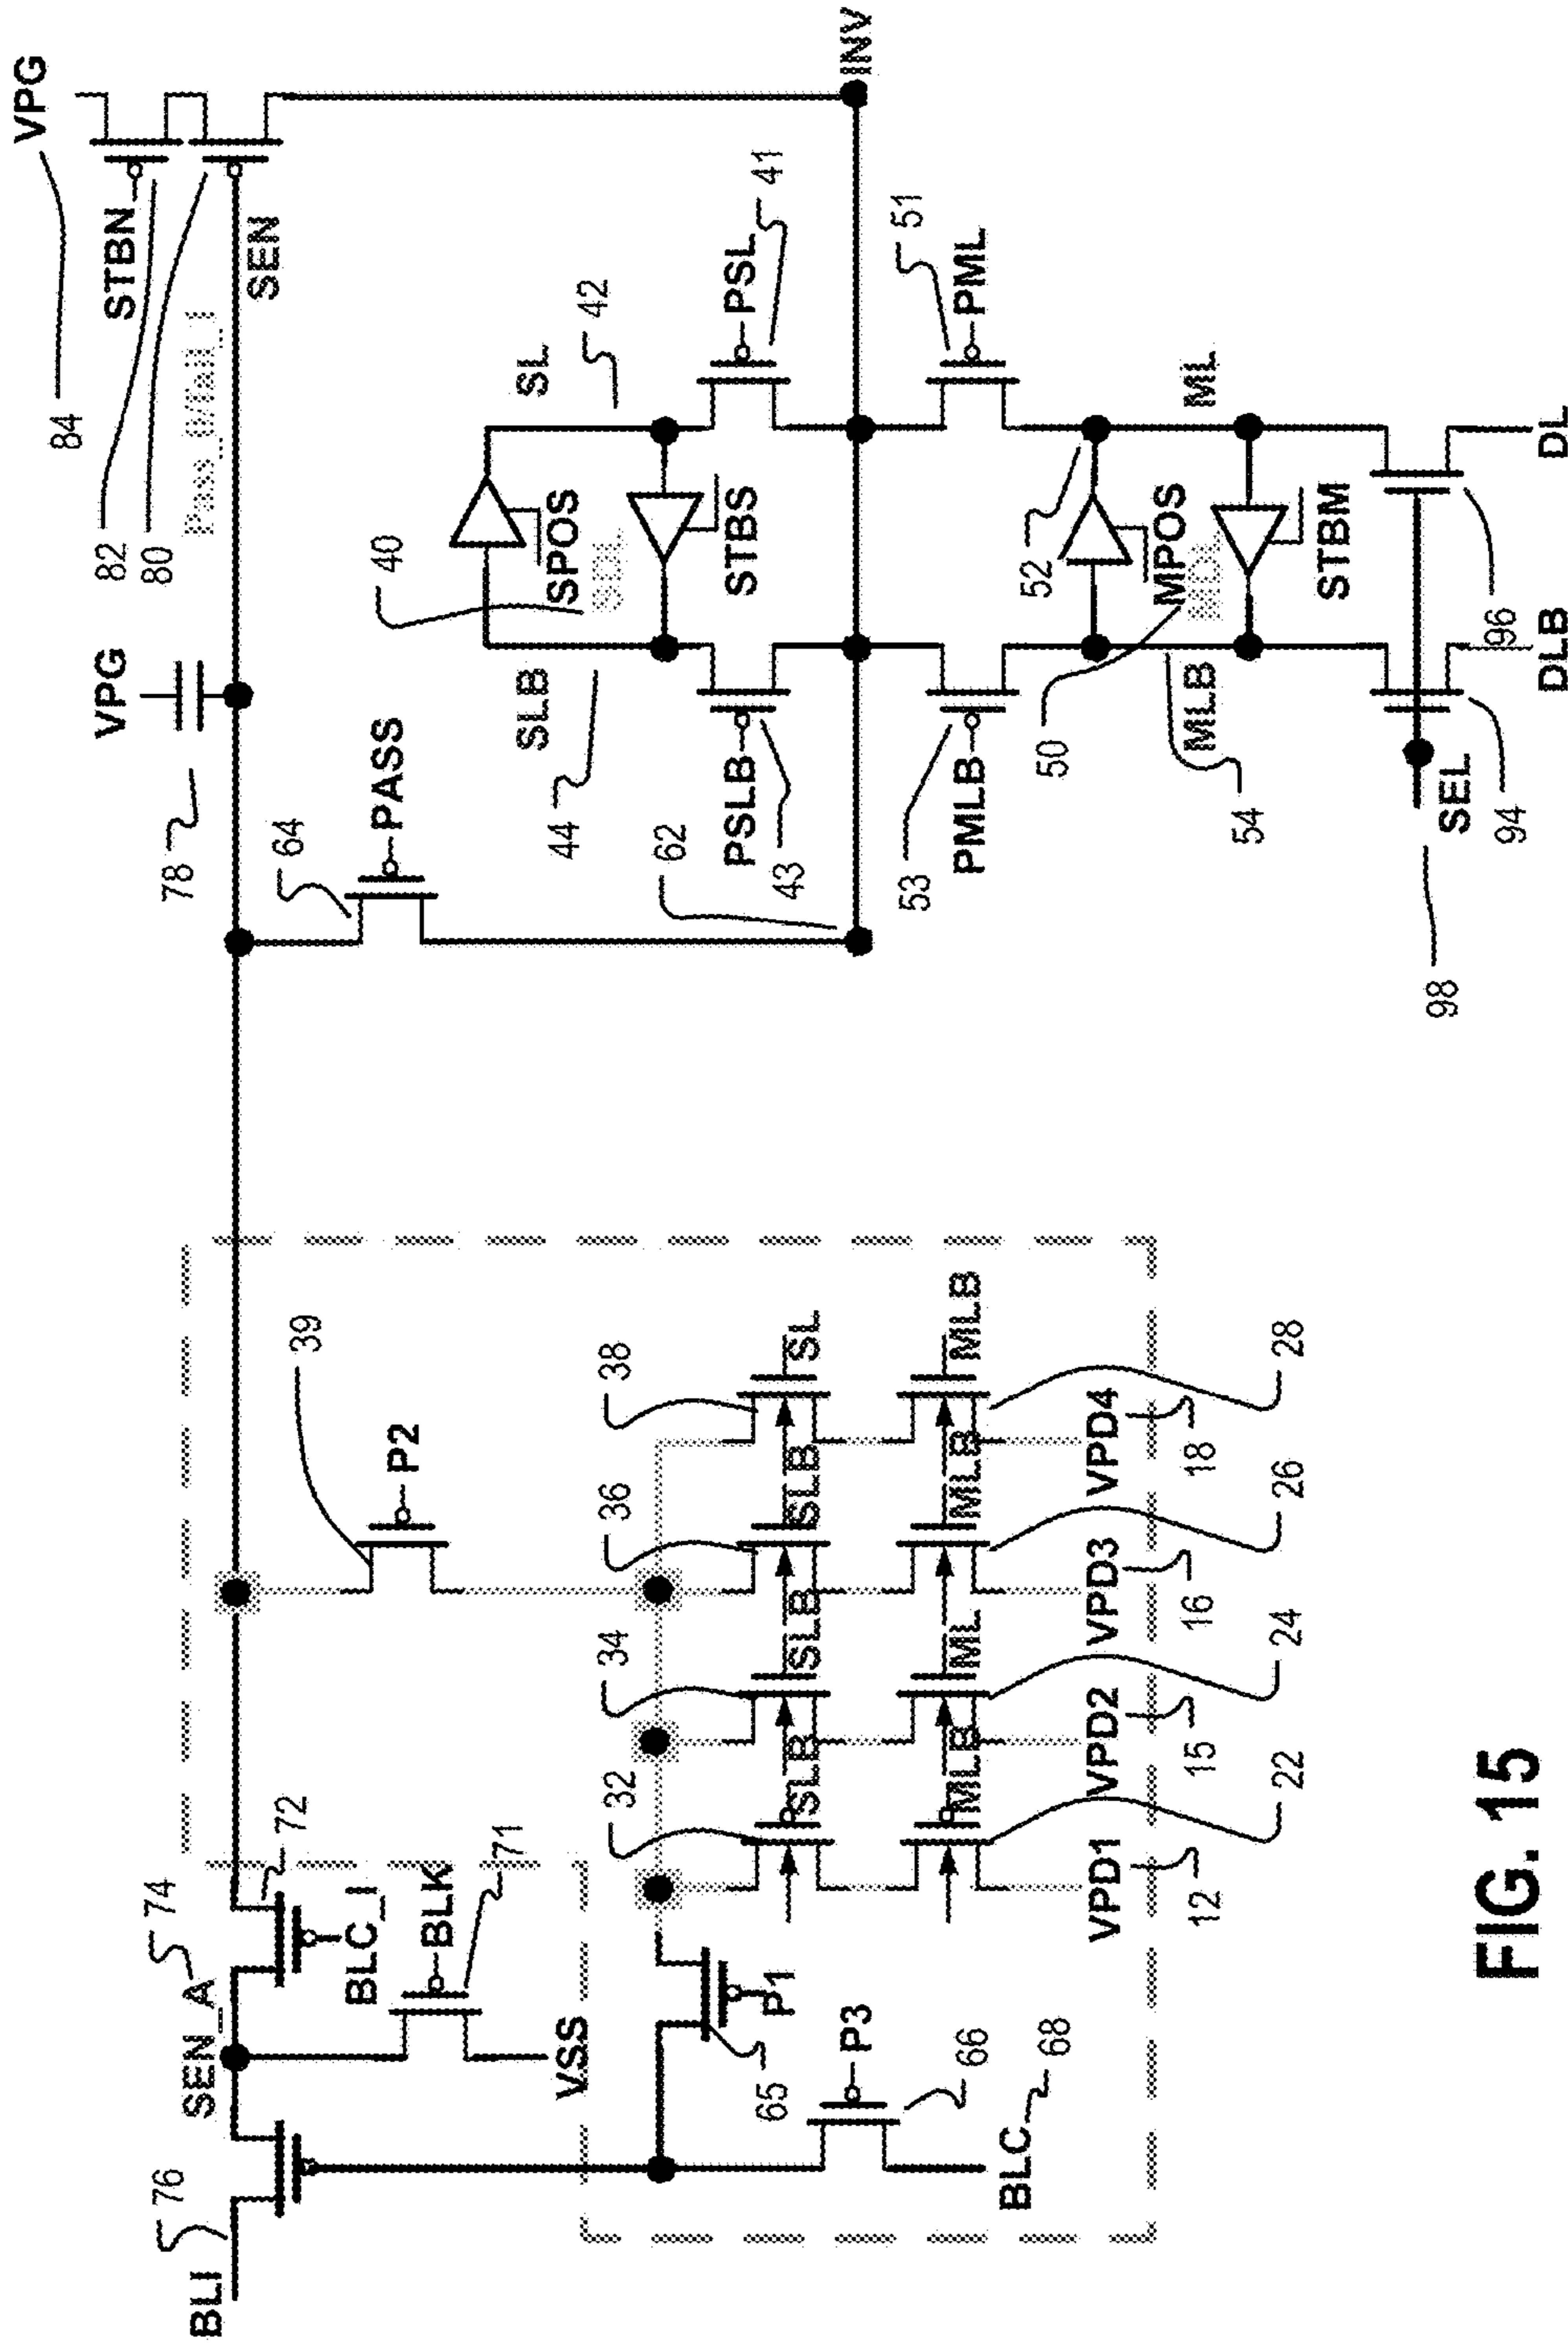 BLI
76
SEN_A
74
72
BLC_I
BLK
71
VSS
P1
65
P3
66
BLC
68
39
P2
32
34
36
38
SLB
SLB
SLB
SL
MLB
ML
MLB
MLB
VPD1
VPD2
VPD3
VPD4
12
15
16
18
22
24
26
28
64
PASS
78
VPG
VPG
84
STBN
82
80
Pass_0/fail_1
SEN
INV
62
SLB
44
SL
42
40
SPOS
SDL
STBS
PSLB
43
PSL
41
PMLB
53
PML
51
52
MPOS
50
MDL
STBM
MLB
54
ML
SEL
98
94
96
DLB
DL
FIG. 15